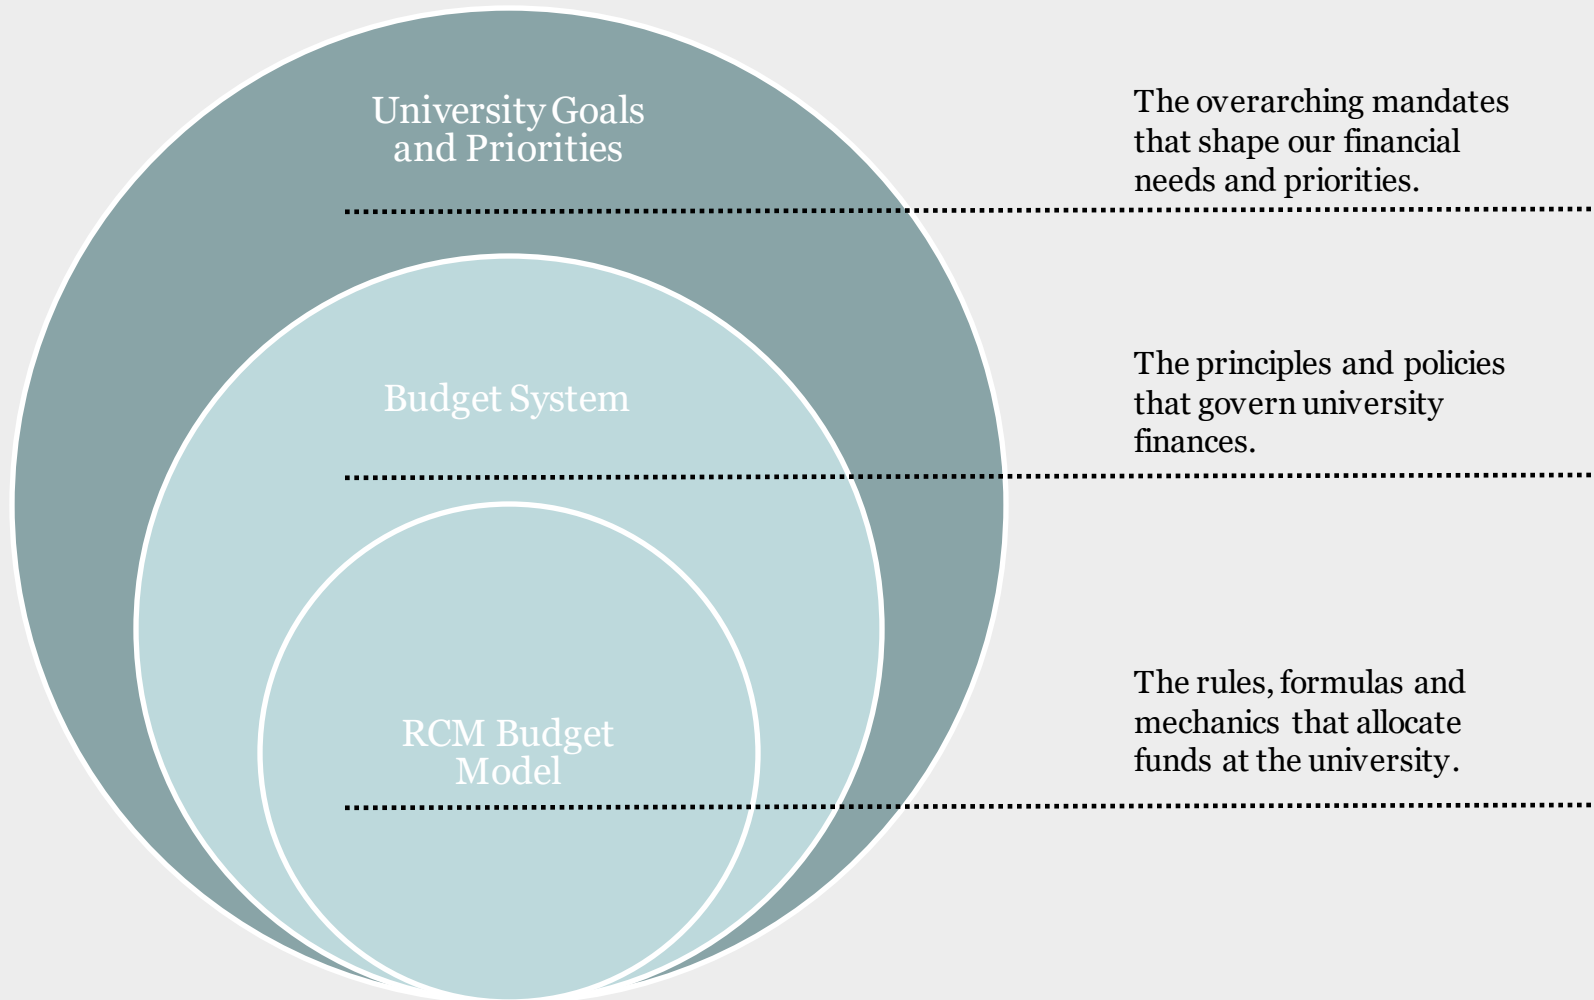 University Goals
and Priorities
The overarching mandates
that shape our financial
needs and priorities.
Budget System
The principles and policies
that govern university
finances.
RCM Budget
Model
The rules, formulas and
mechanics that allocate
funds at the university.